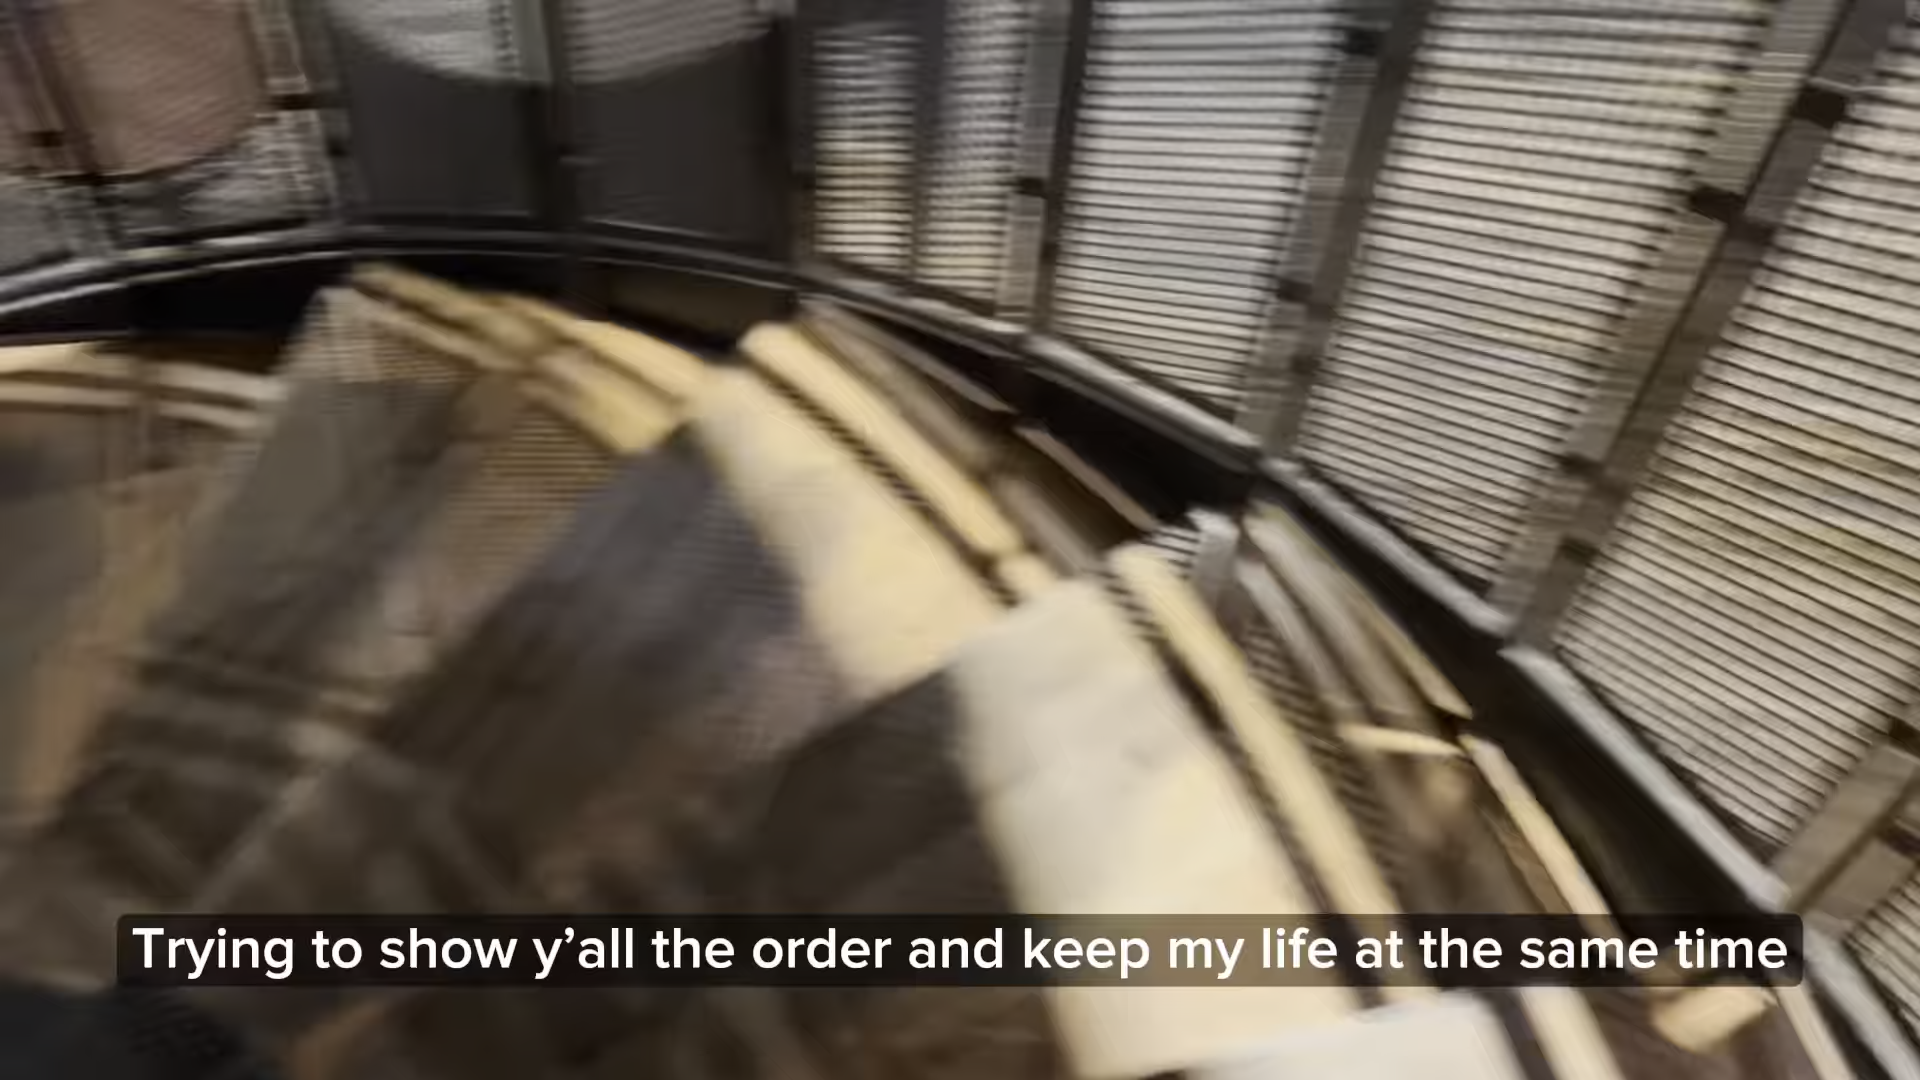 Trying to show y’all the order and keep my life at the same time